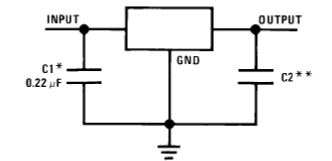 INPUT
OUTPUT
GND
C1*
0.22 μF
C2**